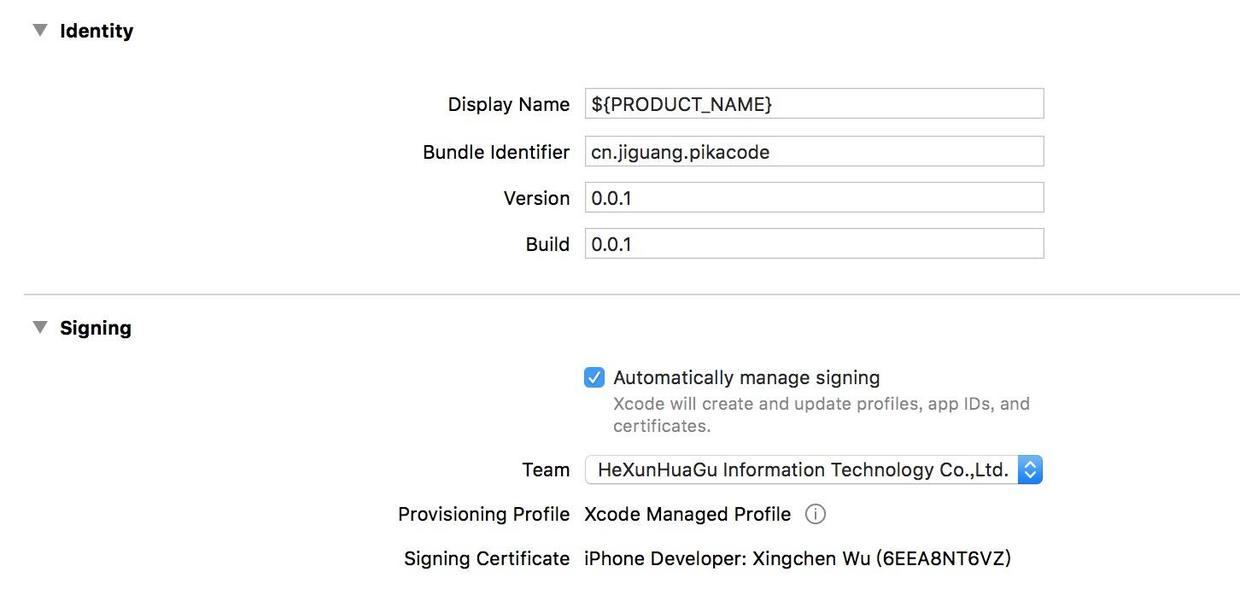 Identity
Display Name ${PRODUCT_NAME}
Bundle Identifier cn.jiguang.pikacode
Version 0.0.1
Build 0.0.1
Signing
Automatically manage signing
Xcode will create and update profiles, app IDs, and
certificates.
Team HeXunHuaGu Information Technology Co.,Ltd.
Provisioning Profile Xcode Managed Profile
Signing Certificate iPhone Developer: Xingchen Wu (6EEA8NT6VZ)